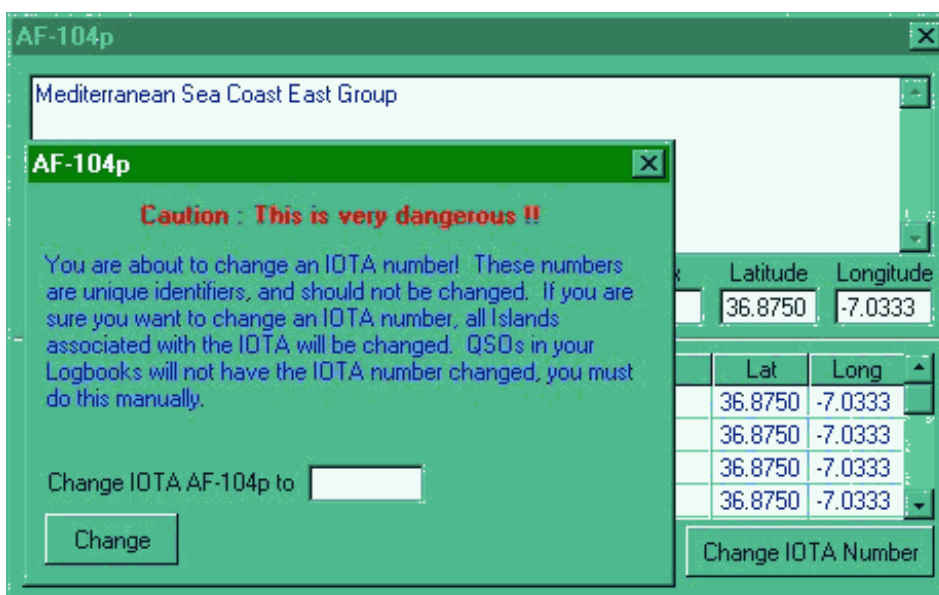 AF-104p
Mediterranean Sea Coast East Group
AF-104p
Caution : This is very dangerous !!
You are about to change an IOTA number! These numbers
are unique identifiers, and should not be changed. If you are
sure you want to change an IOTA number, all Islands
associated with the IOTA will be changed. QSOs in your
Logbooks will not have the IOTA number changed, you must
do this manually.
Change IOTA AF-104p to
Change
Latitude Longitude
36.8750 -7.0333
Lat Long
36.8750 -7.0333
36.8750 -7.0333
36.8750 -7.0333
36.8750 -7.0333
Change IOTA Number